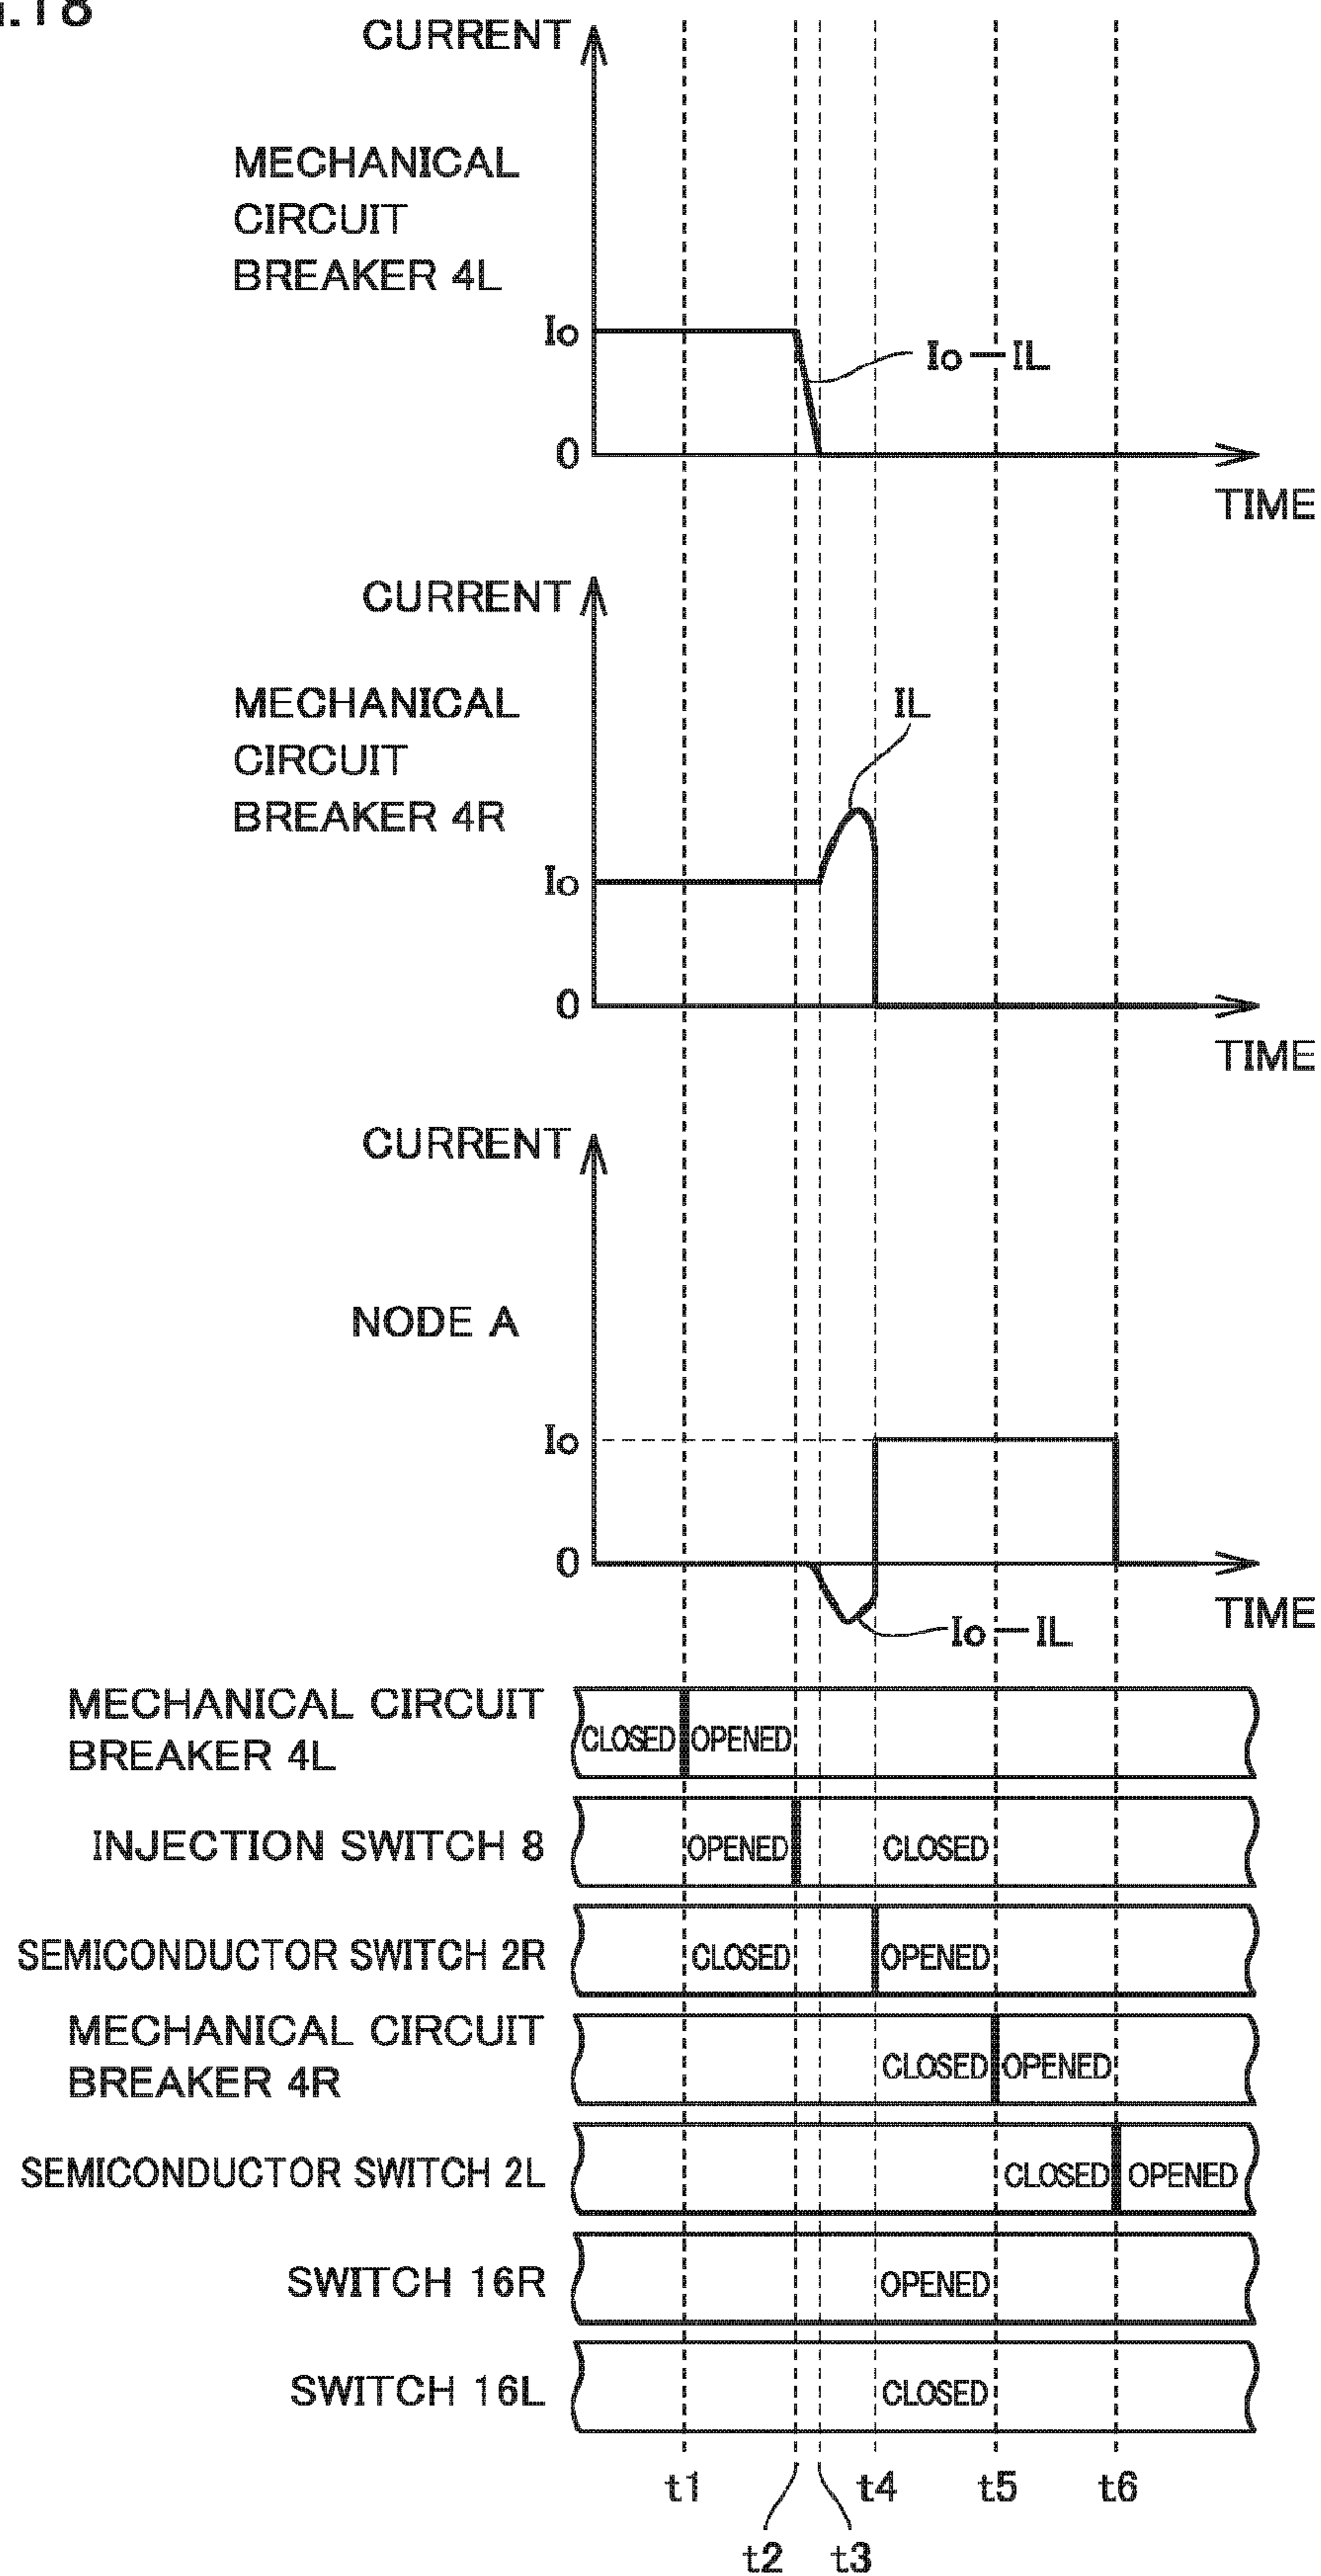 .18
CURRENT
MECHANICAL
CIRCUIT
BREAKER 4L
Io
Io－IL
0
TIME
CURRENT
MECHANICAL
CIRCUIT
BREAKER 4R
IL
Io
0
TIME
CURRENT
NODE A
Io
0
TIME
Io－IL
MECHANICAL CIRCUIT
BREAKER 4L
CLOSED OPENED
INJECTION SWITCH 8
OPENED CLOSED
SEMICONDUCTOR SWITCH 2R
CLOSED OPENED
MECHANICAL CIRCUIT
BREAKER 4R
CLOSED OPENED
SEMICONDUCTOR SWITCH 2L
CLOSED OPENED
SWITCH 16R
OPENED
SWITCH 16L
CLOSED
t1 t4 t5 t6
t2 t3